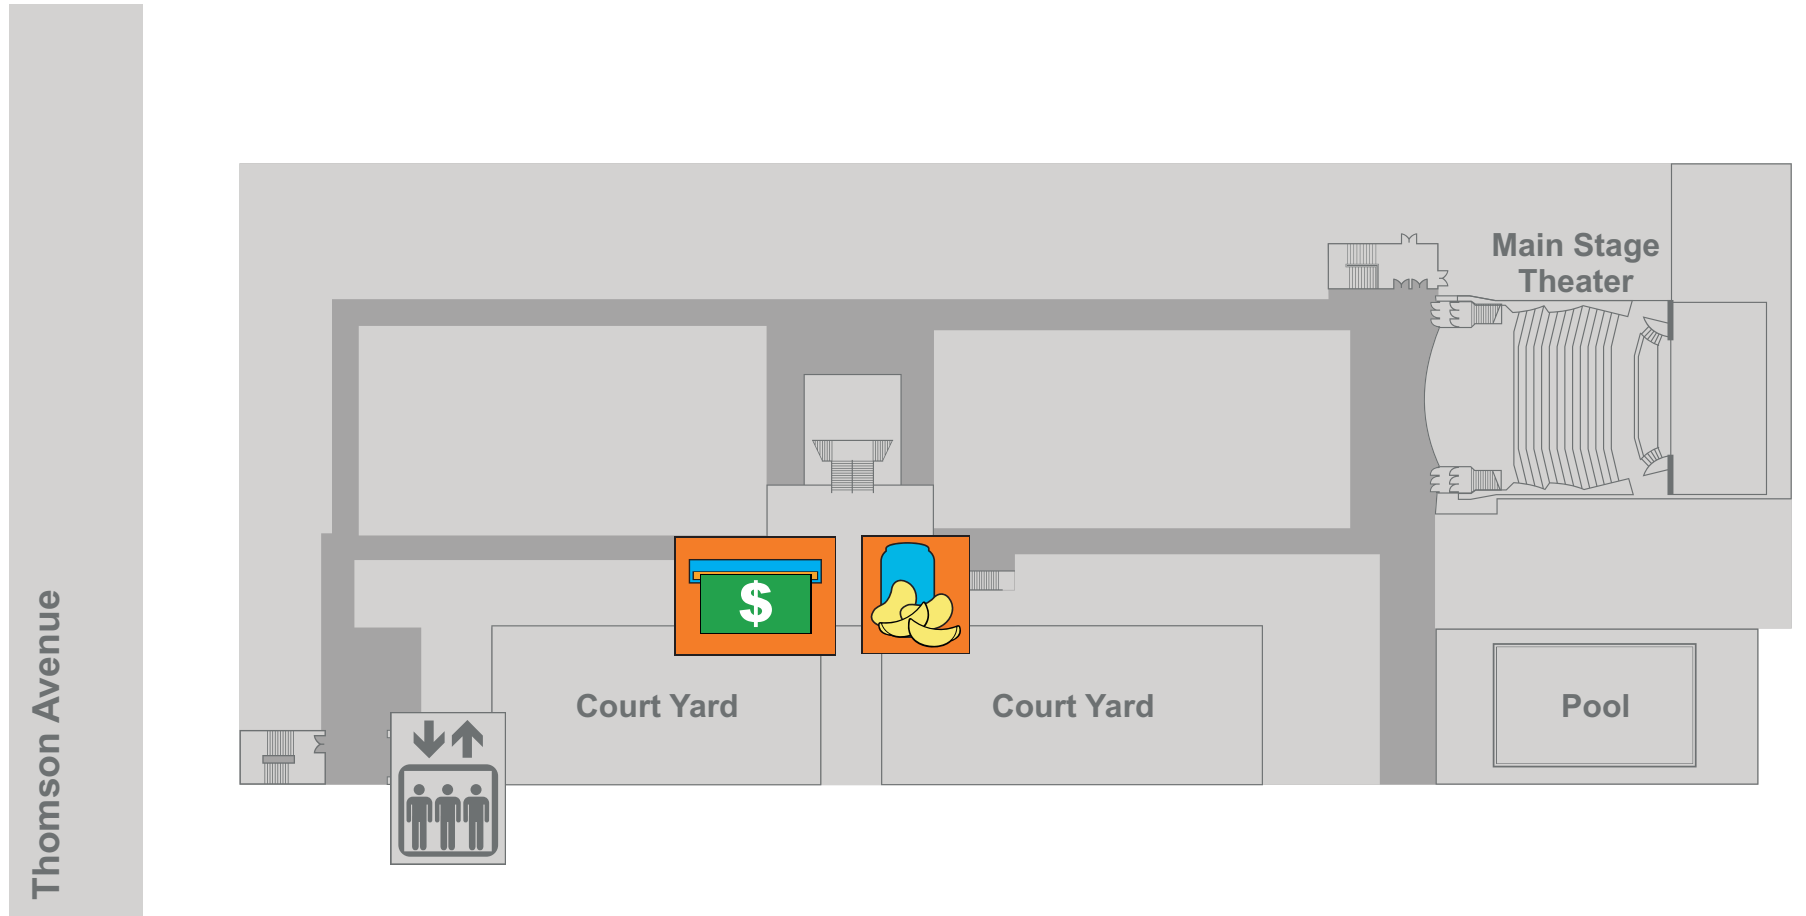 Thomson Avenue
Main Stage
Theater
$
Court Yard
Court Yard
Pool